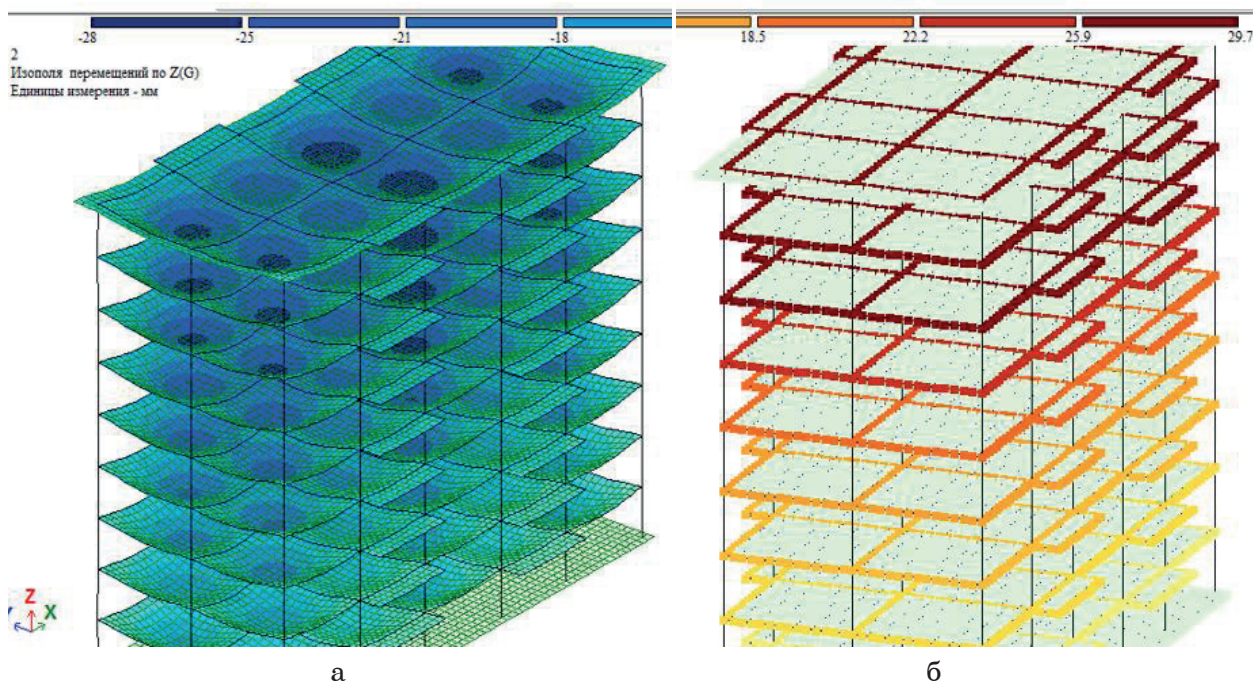 -28 -25 -21 -18 18.5 22.2 25.9 29.7
2
Изополя перемещений по Z(G)
Единицы измерения - мм
Z
X
а б